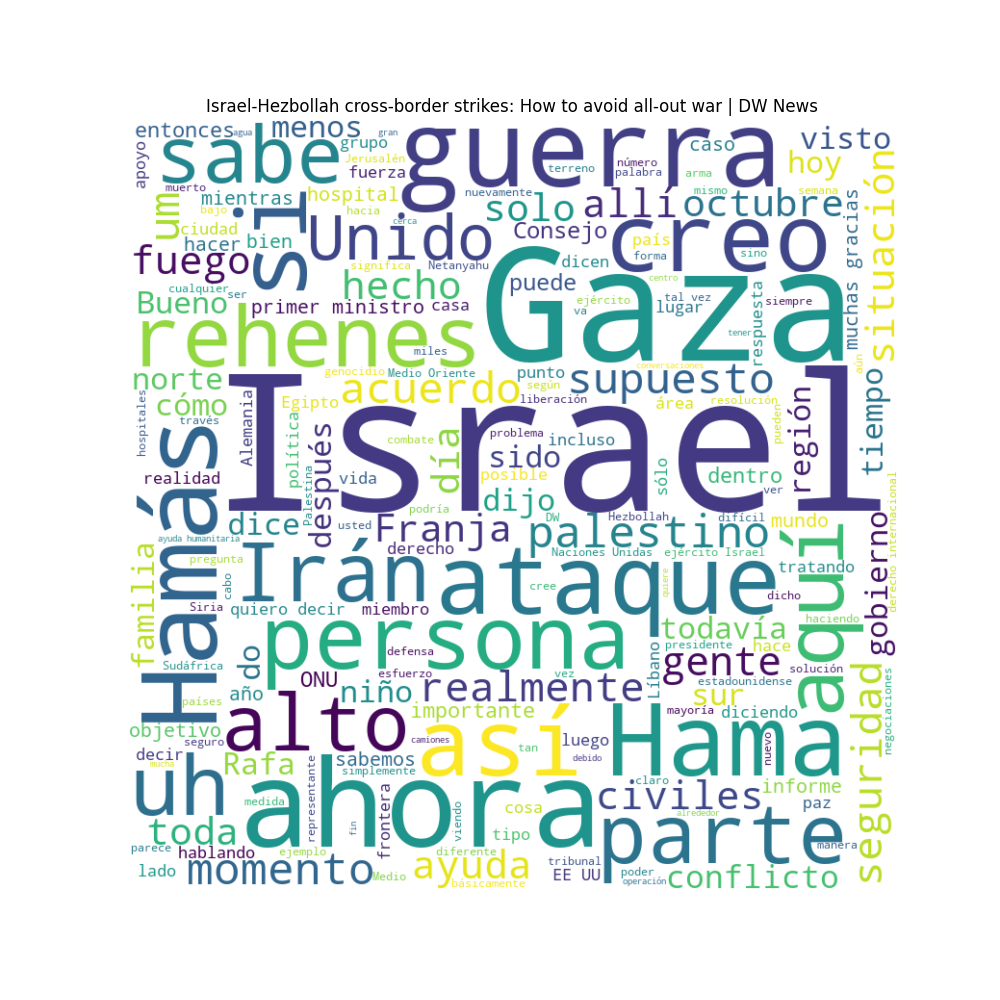 Israel-Hezbollah cross-border strikes: How to avoid all-out war | DW News
entonces
agua
menos
gran
guerra
caso
visto
apoyo
sabe
grupo
Jerusalén
fuerza
terreno
número
palabra
arma
hoy
muerto
mientras
hospital
nuevamente
mismo
semana
um
si
bajo
hacia
solo
allí
octubre
situación
ciudad
cerca
Unido
Consejo
creo
hacer
bien
país
forma
sino
muchas gracias
fuego
significa
Netanyahu
dicen
Gaza
cualquier
ser
hecho
puede
centro
Bueno
primer ministro
casa
ejército
va
tal vez
lugar
siempre
respuesta
rehenes
tener
miles
norte
genocidio
Medio Oriente
acuerdo
punto
según
supuesto
conversaciones
aún
cómo
Egipto
liberación
área
resolución
región
tiempo
hospitales
través
Alemania
Israel
política
después
combate
día
problema
incluso
pueden
Hamás
realidad
Palestina
vida
sido
posible
sólo
dentro
ver
podría
dijo
dice
usted
Franja
DW
Hezbollah
palestino
difícil
mundo
derecho internacional
ayuda humanitaria
derecho
Naciones Unidas
ejército Israel
aquí
gobierno
familia
pregunta
Irán
ataque
tratando
Siria
cabo
cree
quiere
dicho
quiero decir
miembro
haciendo
persona
todavía
Sudáfrica
do
defensa
esfuerzo
vez
Líbano
presidente
hace
gente
solución
año
ONU
niño
realmente
estadounidense
sur
seguridad
negociaciones
países
objetivo
alto
importante
mayoría
diciendo
decir
seguro
camiones
así
tan
luego
Hama
nuevo
mucha
Rafa
sabemos
simplemente
debido
uh
representante
frontera
claro
informe
medida
ahora
cosa
civiles
paz
toda
fin
viendo
tipo
parte
alrededor
manera
parece
hablando
ejemplo
diferente
lado
momento
Medio
ayuda
básicamente
tribunal
EE UU
poder
operación
conflicto